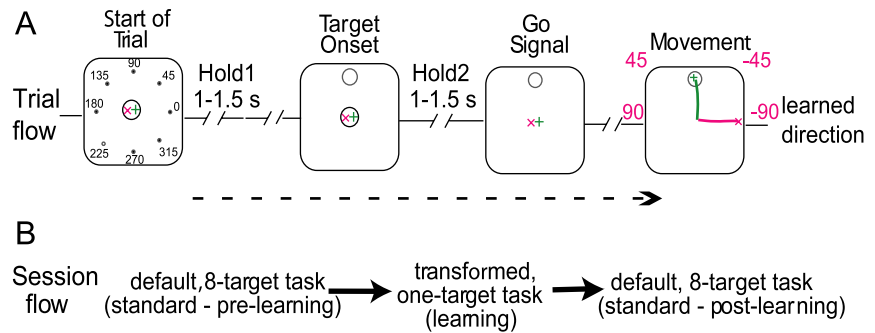 A
Start of
Trial
Target
Onset
Go
Signal
Movement
90
135
45
180
0
225
270
315
Hold1
1-1.5 s
Hold2
1-1.5 s
45
-45
90
-90
Trial
flow
learned
direction
B
Session
flow
default,8-target task
(standard - pre-learning)
transformed,
one-target task
(learning)
default, 8-target task
(standard - post-learning)